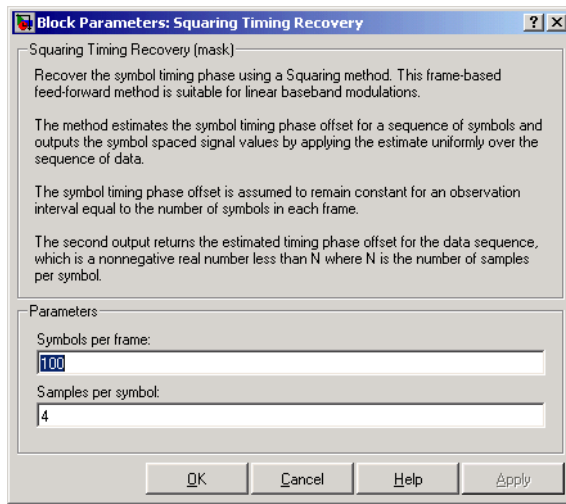 Block Parameters: Squaring Timing Recovery
Squaring Timing Recovery (mask)
Recover the symbol timing phase using a Squaring method. This frame-based
feed-forward method is suitable for linear baseband modulations.
The method estimates the symbol timing phase offset for a sequence of symbols and
outputs the symbol spaced signal values by applying the estimate uniformly over the
sequence of data.
The symbol timing phase offset is assumed to remain constant for an observation
interval equal to the number of symbols in each frame.
The second output returns the estimated timing phase offset for the data sequence,
which is a nonnegative real number less than N where N is the number of samples
per symbol.
Parameters
Symbols per frame:
100
Samples per symbol:
4
OK Cancel Help Apply